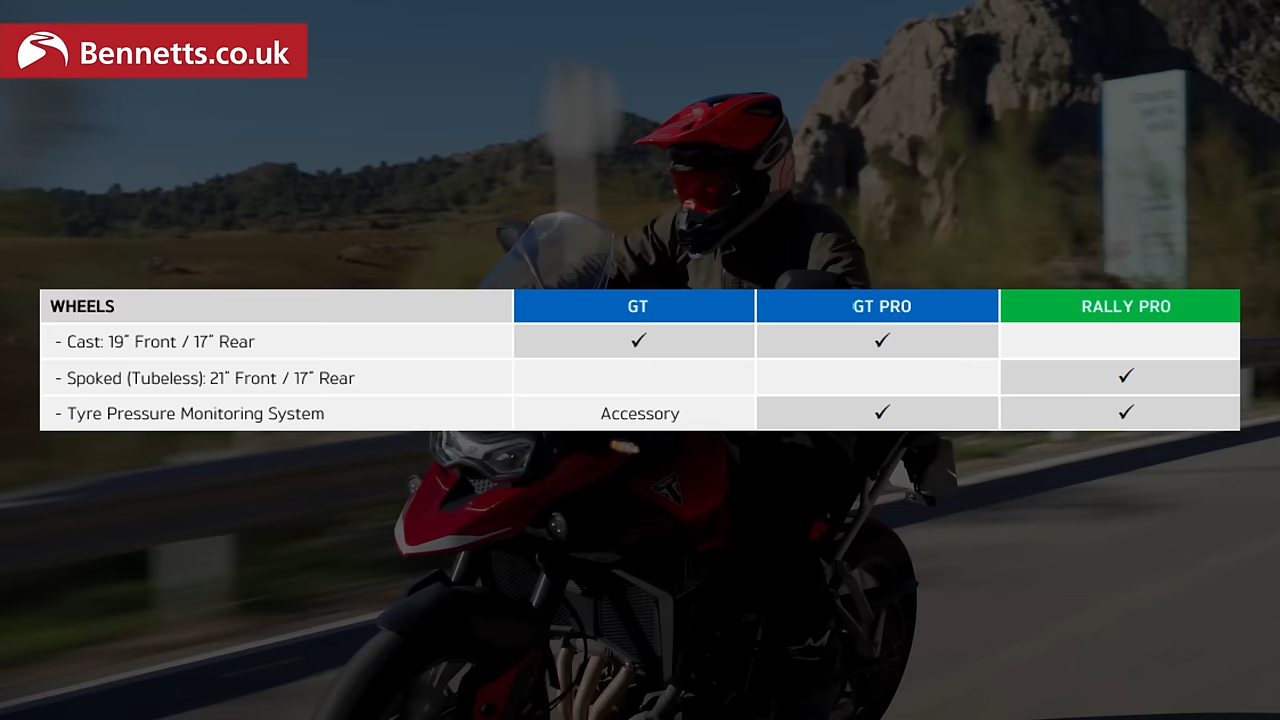 Bennetts.co.uk
WHEELS GT GT PRO RALLY PRO
- Cast: 19" Front / 17" Rear ✓ ✓
- Spoked (Tubeless): 21" Front / 17" Rear ✓
- Tyre Pressure Monitoring System Accessory ✓ ✓